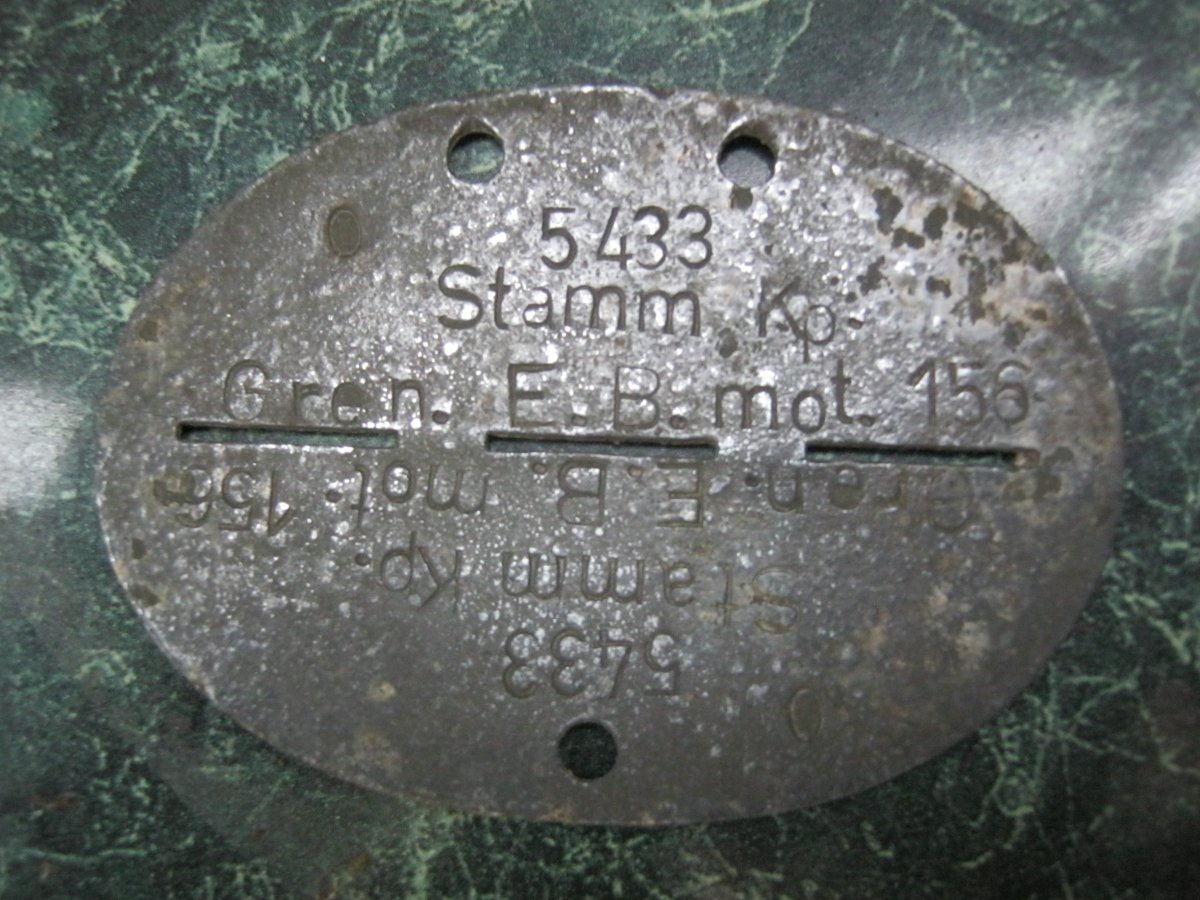 O
5433
Stamm Kp.
Gren. E.B. mot. 156
Gren. E.B. mot. 156
Stamm Kp.
5433
O